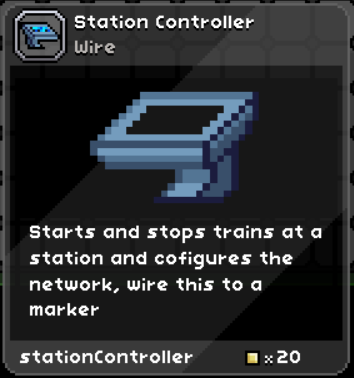 Station Controller
Wire
Starts and stops trains at a
station and cofigures the
network, wire this to a
marker
stationController
x20